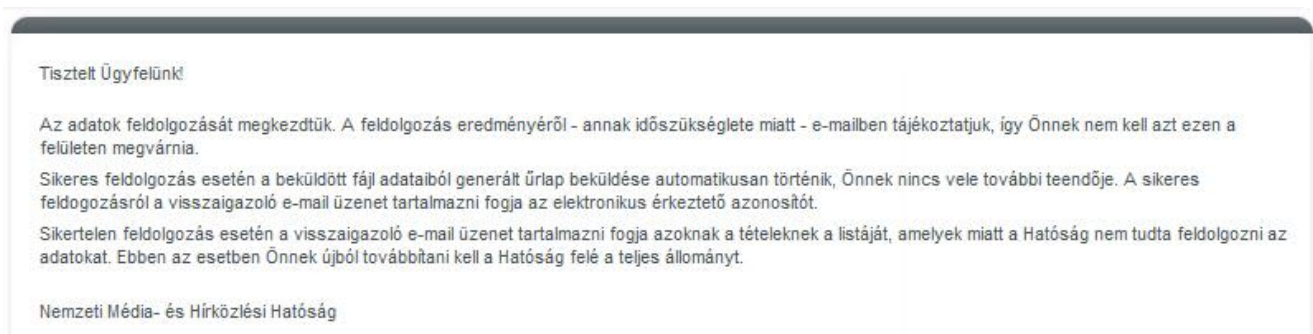 Tisztelt Ügyfelünk!
Az adatok feldolgozását megkezdtük. A feldolgozás eredményéről - annak időszükséglete miatt - e-mailben tájékoztatjuk, így Önnek nem kell azt ezen a
felületen megvárnia.
Sikeres feldolgozás esetén a beküldött fájl adataiból generált űrlap beküldése automatikusan történik, Önnek nincs vele további teendője. A sikeres
feldogozásról a visszaigazoló e-mail üzenet tartalmazni fogja az elektronikus érkeztető azonosítót.
Sikertelen feldolgozás esetén a visszaigazoló e-mail üzenet tartalmazni fogja azoknak a tételeknek a listáját, amelyek miatt a Hatóság nem tudta feldolgozni az
adatokat. Ebben az esetben Önnek újból továbbítani kell a Hatóság felé a teljes állományt.
Nemzeti Média- és Hírközlési Hatóság